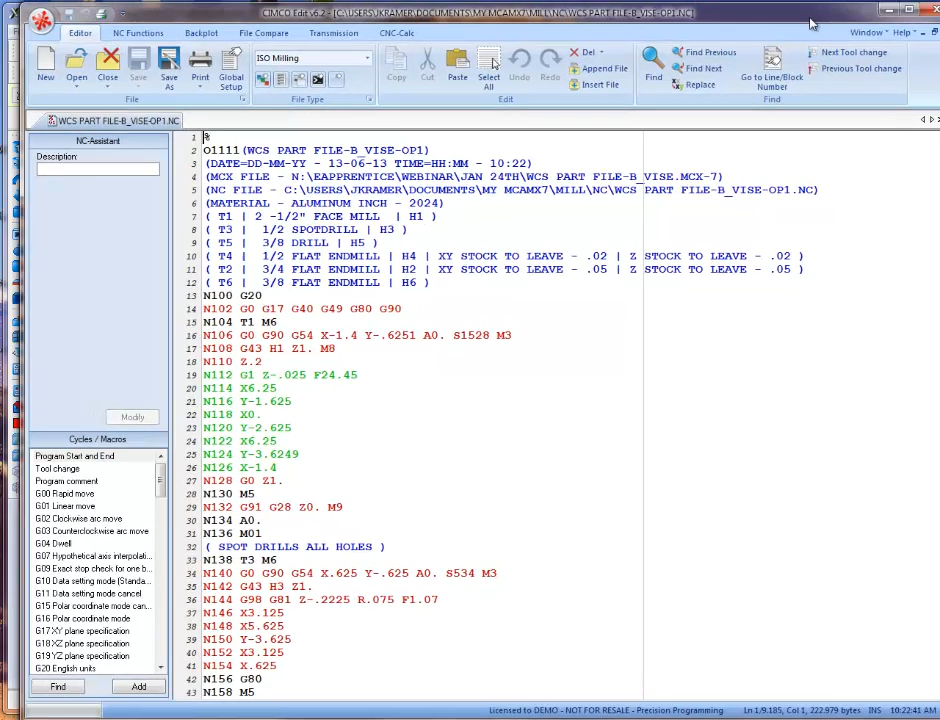 CIMCO Edit v6.2 - [C:\USERS\JKRAMER\DOCUMENTS\MY MCAMX7\MILL\NC\WCS PART FILE-B_VISE-OP1.NC]
Editor NC Functions Backplot File Compare Transmission CNC-Calc Window Help
New Open Close Save Save As Print Global Setup
File
ISO Milling
File Type
Copy Cut Paste Select All Undo Redo
Del
Append File
Insert File
Edit
Find
Find Previous
Find Next
Replace
Go to Line/Block Number
Next Tool change
Previous Tool change
Find
WCS PART FILE-B_VISE-OP1.NC
NC-Assistant
Description:
Modify
Cycles / Macros
Program Start and End
Tool change
Program comment
G00 Rapid move
G01 Linear move
G02 Clockwise arc move
G03 Counterclockwise arc move
G04 Dwell
G07 Hypothetical axis interpolati...
G09 Exact stop check for one b...
G10 Data setting mode (Standa...
G11 Data setting mode cancel
G15 Polar coordinate mode can...
G16 Polar coordinate mode
G17 XY plane specification
G18 XZ plane specification
G19 YZ plane specification
G20 English units
Find Add
1 %
2 O1111(WCS PART FILE-B_VISE-OP1)
3 (DATE=DD-MM-YY - 13-06-13 TIME=HH:MM - 10:22)
4 (MCX FILE - N:\EAPPRENTICE\WEBINAR\JAN 24TH\WCS PART FILE-B_VISE.MCX-7)
5 (NC FILE - C:\USERS\JKRAMER\DOCUMENTS\MY MCAMX7\MILL\NC\WCS PART FILE-B_VISE-OP1.NC)
6 (MATERIAL - ALUMINUM INCH - 2024)
7 ( T1 | 2 -1/2" FACE MILL | H1 )
8 ( T3 | 1/2 SPOTDRILL | H3 )
9 ( T5 | 3/8 DRILL | H5 )
10 ( T4 | 1/2 FLAT ENDMILL | H4 | XY STOCK TO LEAVE - .02 | Z STOCK TO LEAVE - .02 )
11 ( T2 | 3/4 FLAT ENDMILL | H2 | XY STOCK TO LEAVE - .05 | Z STOCK TO LEAVE - .05 )
12 ( T6 | 3/8 FLAT ENDMILL | H6 )
13 N100 G20
14 N102 G0 G17 G40 G49 G80 G90
15 N104 T1 M6
16 N106 G0 G90 G54 X-1.4 Y-.6251 A0. S1528 M3
17 N108 G43 H1 Z1. M8
18 N110 Z.2
19 N112 G1 Z-.025 F24.45
20 N114 X6.25
21 N116 Y-1.625
22 N118 X0.
23 N120 Y-2.625
24 N122 X6.25
25 N124 Y-3.6249
26 N126 X-1.4
27 N128 G0 Z1.
28 N130 M5
29 N132 G91 G28 Z0. M9
30 N134 A0.
31 N136 M01
32 ( SPOT DRILLS ALL HOLES )
33 N138 T3 M6
34 N140 G0 G90 G54 X.625 Y-.625 A0. S534 M3
35 N142 G43 H3 Z1.
36 N144 G98 G81 Z-.2225 R.075 F1.07
37 N146 X3.125
38 N148 X5.625
39 N150 Y-3.625
40 N152 X3.125
41 N154 X.625
42 N156 G80
43 N158 M5
Licensed to DEMO - NOT FOR RESALE - Precision Programming Ln 1/9.185, Col 1, 222.979 bytes INS 10:22:41 AM